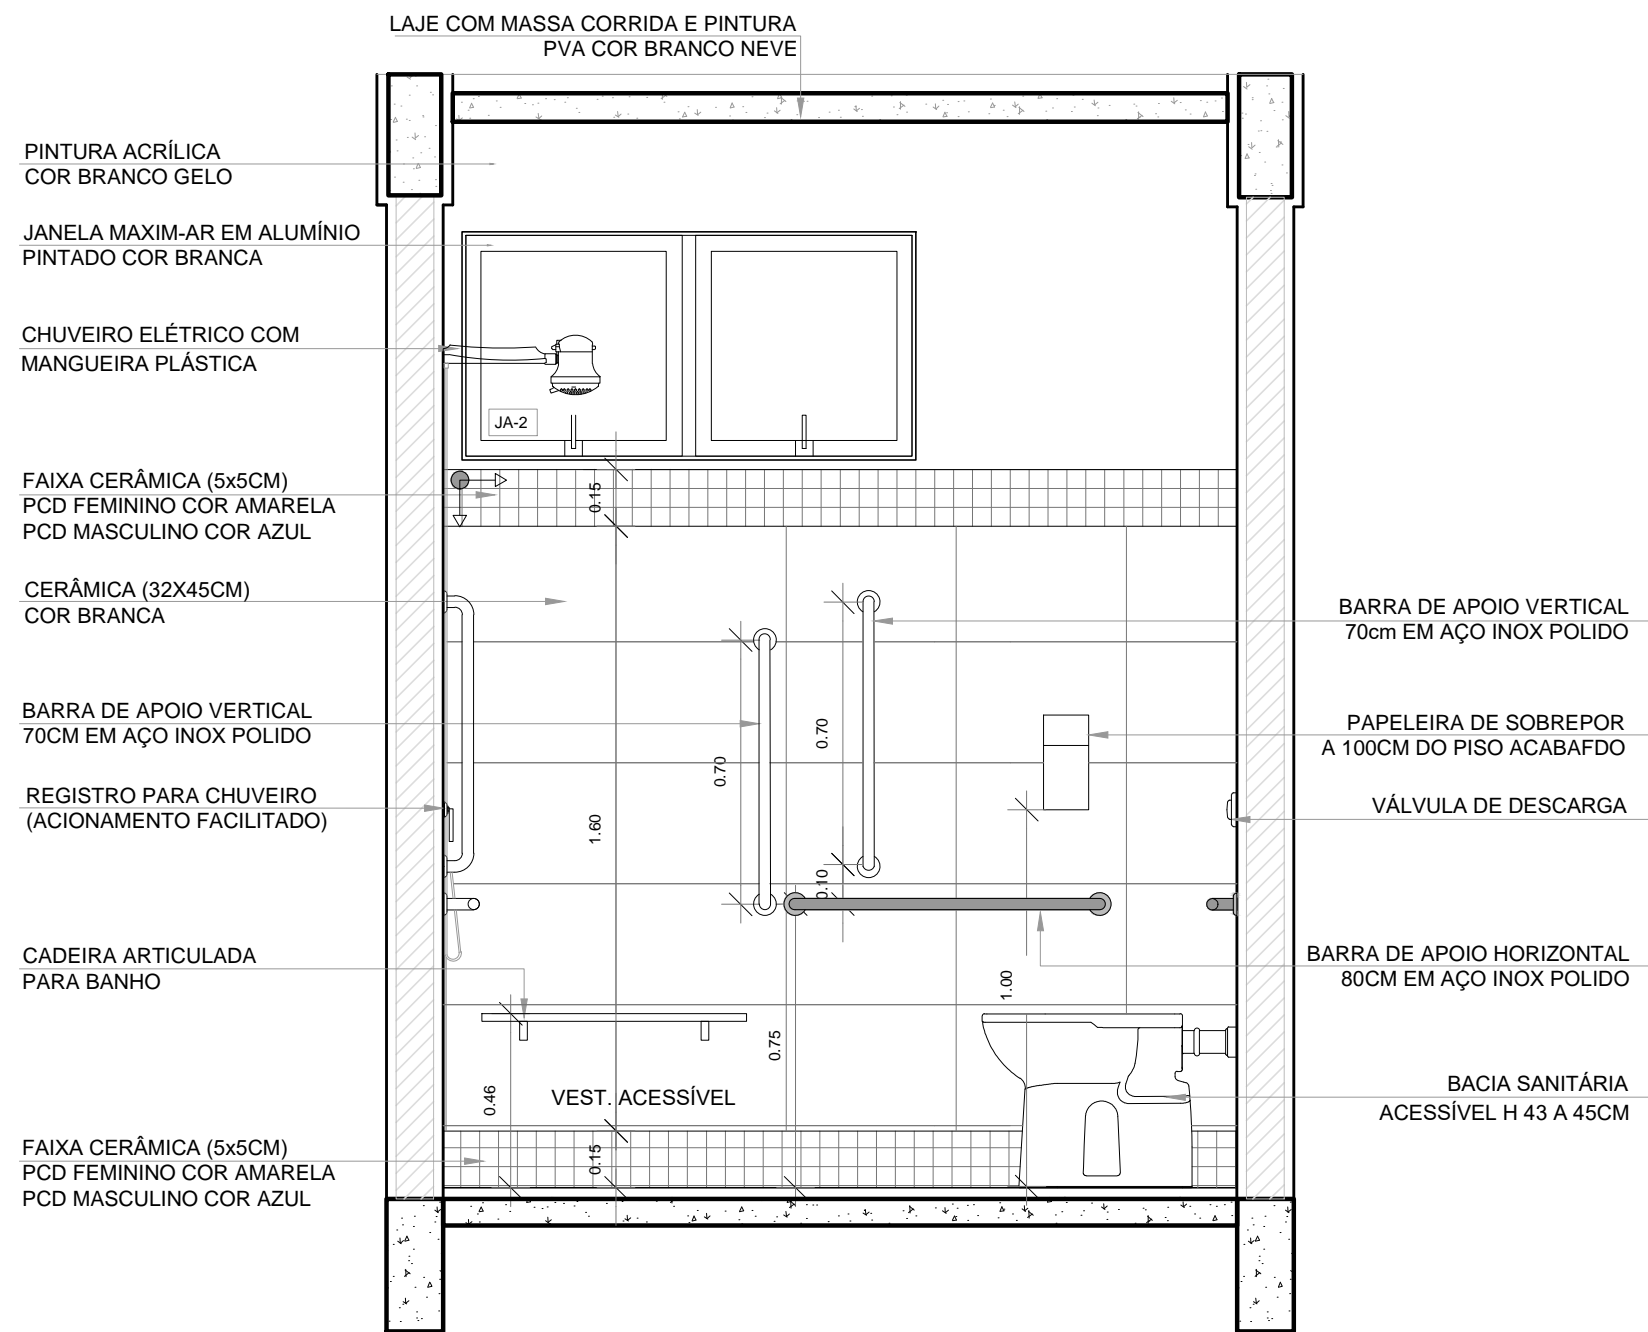 LAJE COM MASSA CORRIDA E PINTURA
PVA COR BRANCO NEVE
PINTURA ACRÍLICA
COR BRANCO GELO
JANELA MAXIM-AR EM ALUMÍNIO
PINTADO COR BRANCA
CHUVEIRO ELÉTRICO COM
MANGUEIRA PLÁSTICA
JA-2
FAIXA CERÂMICA (5x5CM)
PCD FEMININO COR AMARELA
PCD MASCULINO COR AZUL
0.15
CERÂMICA (32X45CM)
COR BRANCA
BARRA DE APOIO VERTICAL
70cm EM AÇO INOX POLIDO
BARRA DE APOIO VERTICAL
70CM EM AÇO INOX POLIDO
0.70
0.70
PAPELEIRA DE SOBREPOR
A 100CM DO PISO ACABAFDO
REGISTRO PARA CHUVEIRO
(ACIONAMENTO FACILITADO)
1.60
VÁLVULA DE DESCARGA
0.10
CADEIRA ARTICULADA
PARA BANHO
1.00
BARRA DE APOIO HORIZONTAL
80CM EM AÇO INOX POLIDO
0.75
0.46
VEST. ACESSÍVEL
BACIA SANITÁRIA
ACESSÍVEL H 43 A 45CM
FAIXA CERÂMICA (5x5CM)
PCD FEMININO COR AMARELA
PCD MASCULINO COR AZUL
0.15